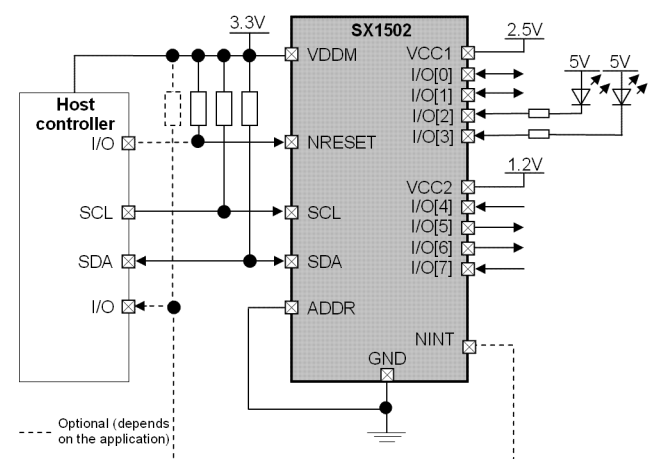 3.3V
SX1502
2.5V
VDDM
VCC1
I/O[0]
5V
5V
Host
controller
I/O[1]
I/O[2]
I/O
NRESET
I/O[3]
1.2V
VCC2
SCL
SCL
I/O[4]
I/O[5]
I/O[6]
SDA
SDA
I/O[7]
I/O
ADDR
NINT
GND
Optional (depends
on the application)